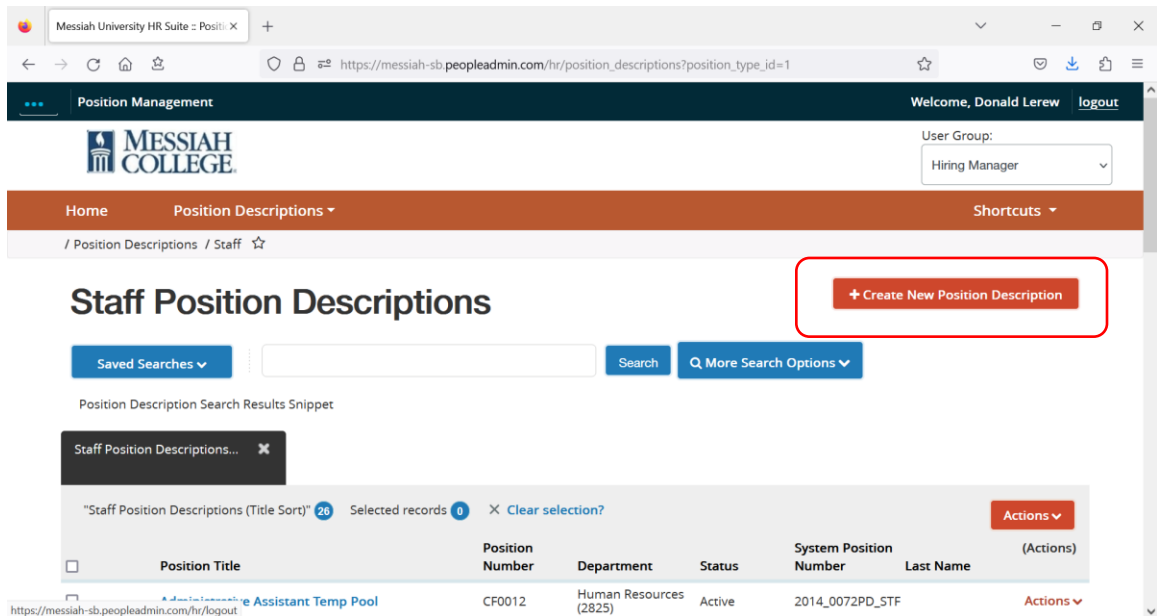 Messiah University HR Suite :: Positi
https://messiah-sb.peopleadmin.com/hr/position_descriptions?position_type_id=1
Position Management
Welcome, Donald Lerew
logout
MESSIAH
COLLEGE
User Group:
Hiring Manager
Home
Position Descriptions
Shortcuts
/ Position Descriptions / Staff
Staff Position Descriptions
+ Create New Position Description
Saved Searches
Search
More Search Options
Position Description Search Results Snippet
Staff Position Descriptions...
"Staff Position Descriptions (Title Sort)" 26 Selected records 0 X Clear selection?
Actions
Position Title
Position Number
Department
Status
System Position Number
Last Name
(Actions)
Administrative Assistant Temp Pool
CF0012
Human Resources (2825)
Active
2014_0072PD_STF
Actions
https://messiah-sb.peopleadmin.com/hr/logout